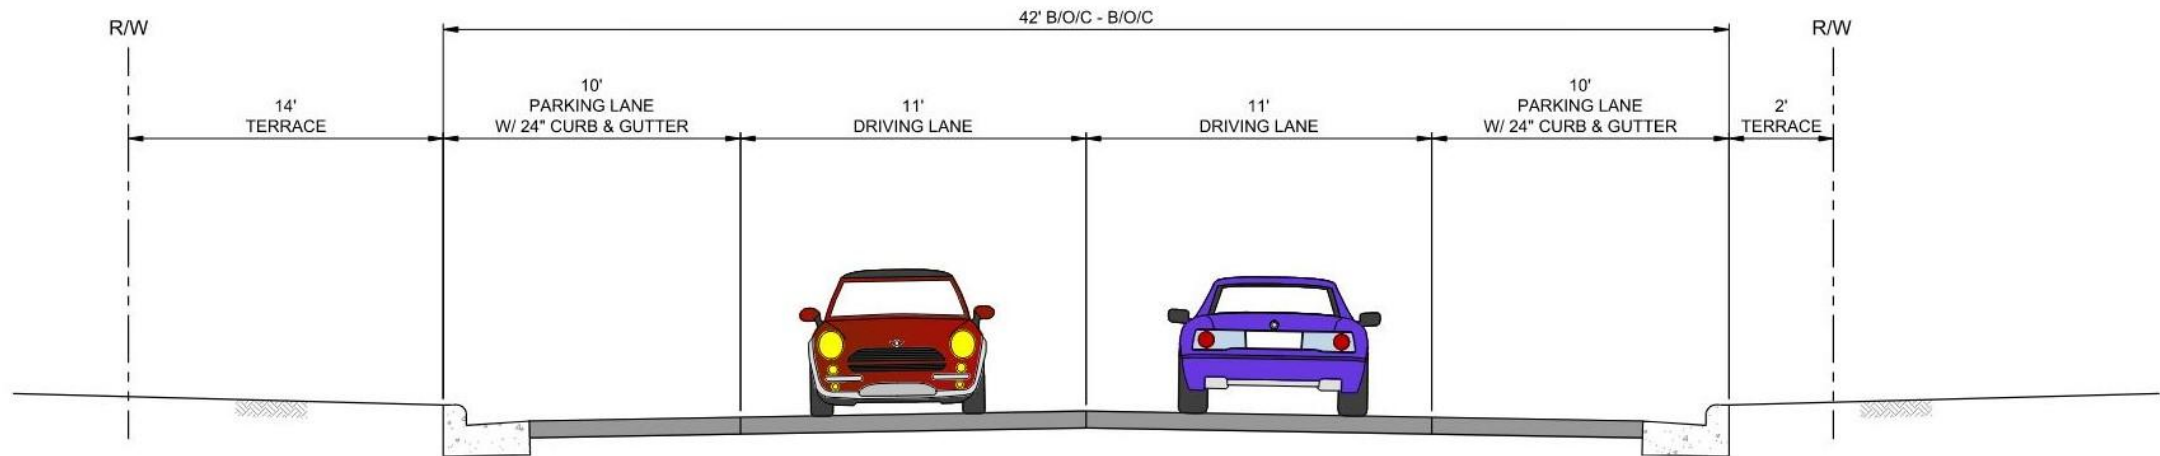 42' B/O/C - B/O/C
R/W
R/W
14'
TERRACE
10'
PARKING LANE
W/ 24" CURB & GUTTER
11'
DRIVING LANE
11'
DRIVING LANE
10'
PARKING LANE
W/ 24" CURB & GUTTER
2'
TERRACE